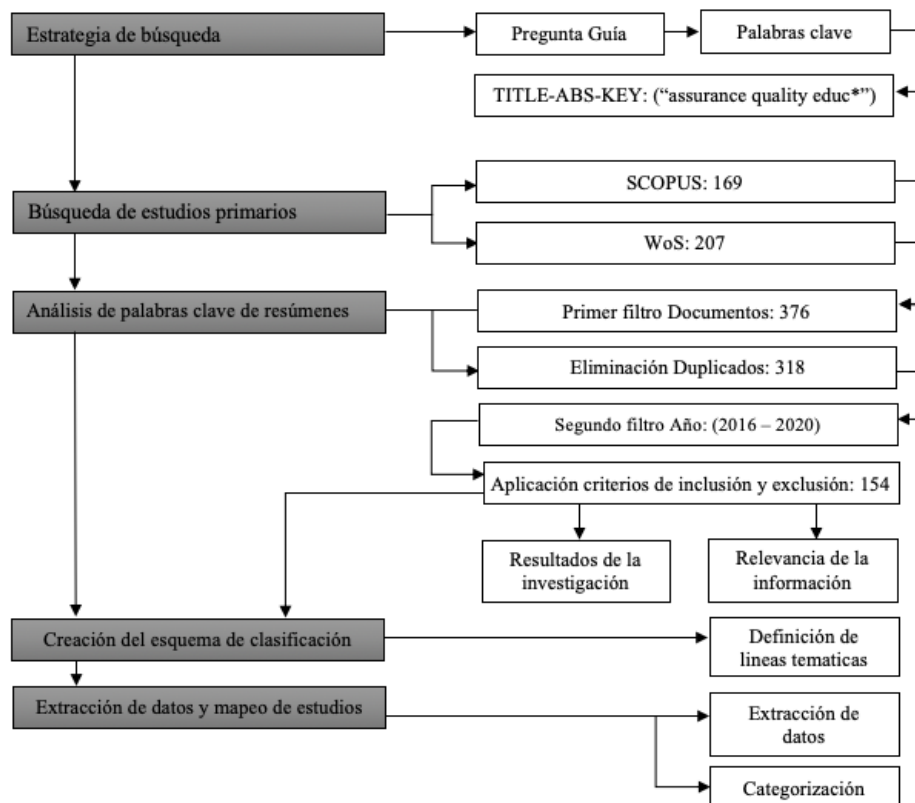 Estrategia de búsqueda
Pregunta Guía
Palabras clave
TITLE-ABS-KEY: (“assurance quality educ*”)
Búsqueda de estudios primarios
SCOPUS: 169
WoS: 207
Análisis de palabras clave de resúmenes
Primer filtro Documentos: 376
Eliminación Duplicados: 318
Segundo filtro Año: (2016 – 2020)
Aplicación criterios de inclusión y exclusión: 154
Resultados de la
investigación
Relevancia de la
información
Creación del esquema de clasificación
Definición de
lineas tematicas
Extracción de datos y mapeo de estudios
Extracción de
datos
Categorización